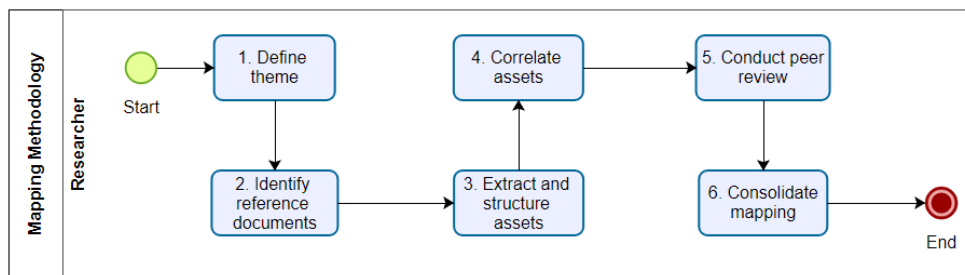 Mapping Methodology
Researcher
Start
1. Define
theme
2. Identify
reference
documents
3. Extract and
structure
assets
4. Correlate
assets
5. Conduct peer
review
6. Consolidate
mapping
End